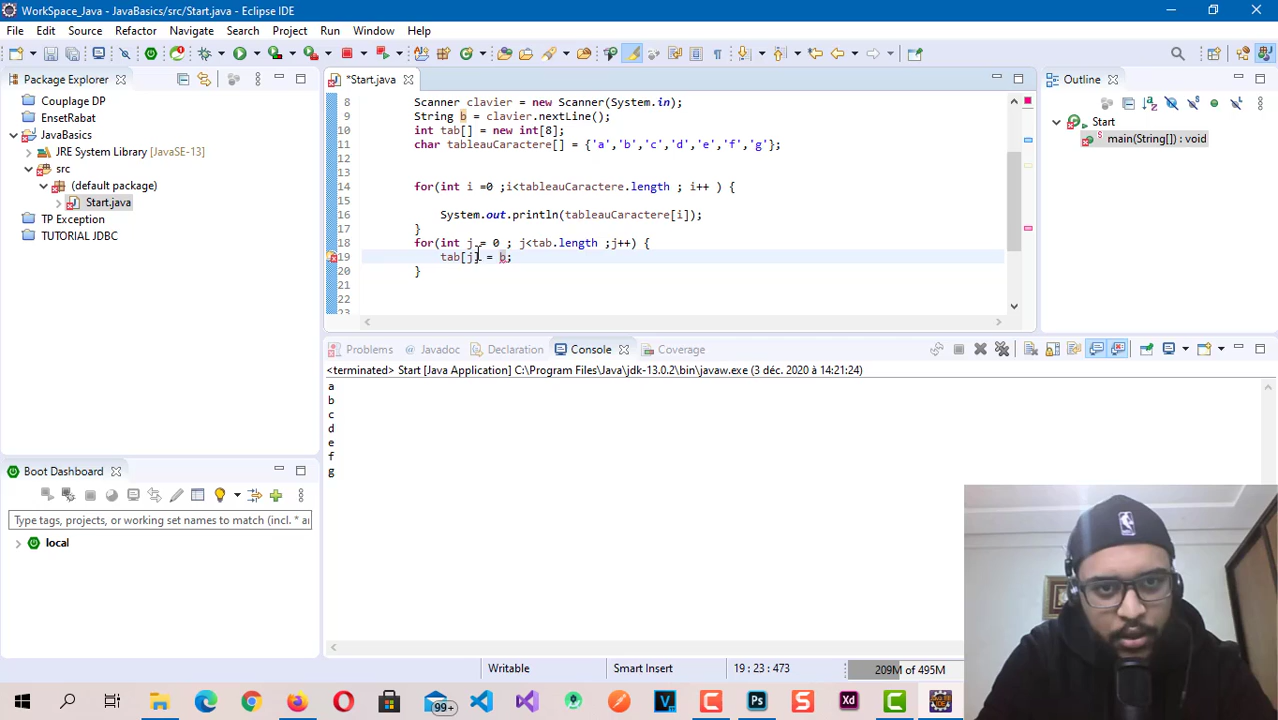 WorkSpace_Java - JavaBasics/src/Start.java - Eclipse IDE
File Edit Source Refactor Navigate Search Project Run Window Help
Package Explorer
Couplage DP
EnsetRabat
JavaBasics
JRE System Library [JavaSE-13]
src
(default package)
Start.java
TP Exception
TUTORIAL JDBC
*Start.java
8 Scanner clavier = new Scanner(System.in);
9 String b = clavier.nextLine();
10 int tab[] = new int[8];
11 char tableauCaractere[] = {'a','b','c','d','e','f','g'};
12
13
14 for(int i =0 ;i<tableauCaractere.length ; i++ ) {
15
16 System.out.println(tableauCaractere[i]);
17 }
18 for(int j = 0 ; j<tab.length ;j++) {
19 tab[j] = b;
20 }
21
22
23
Outline
Start
main(String[]) : void
Problems Javadoc Declaration Console Coverage
<terminated> Start [Java Application] C:\Program Files\Java\jdk-13.0.2\bin\javaw.exe (3 déc. 2020 à 14:21:24)
a
b
c
d
e
f
g
Boot Dashboard
Type tags, projects, or working set names to match (incl. * ai
local
Writable Smart Insert 19 : 23 : 473 209M of 495M
99+